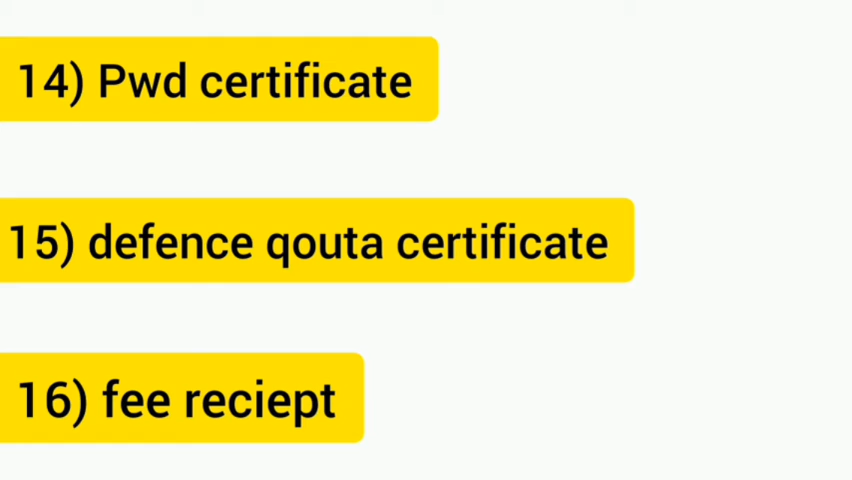 14) Pwd certificate
15) defence qouta certificate
16) fee reciept